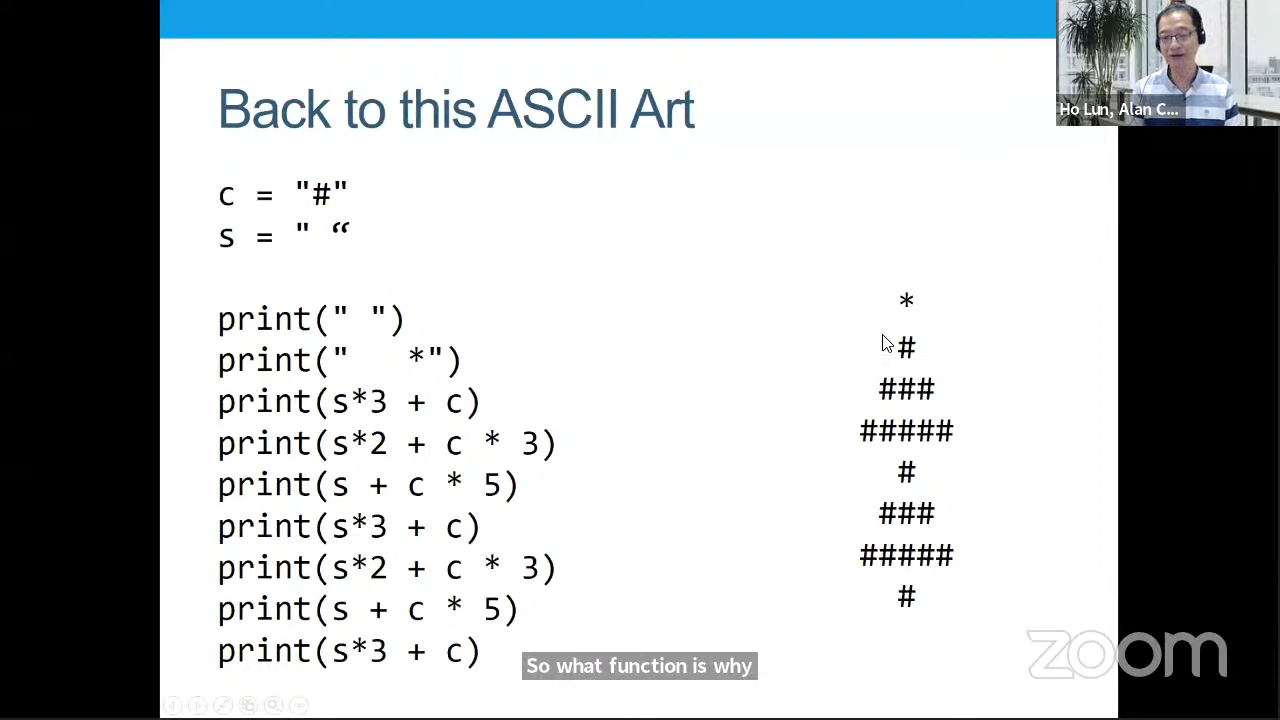 Back to this ASCII Art
c = "#"
s = " “
print(" ")
print("   *")
print(s*3 + c)
print(s*2 + c * 3)
print(s + c * 5)
print(s*3 + c)
print(s*2 + c * 3)
print(s + c * 5)
print(s*3 + c)
*
#
###
#####
#
###
#####
#
Ho Lun, Alan C...
So what function is why
zoom